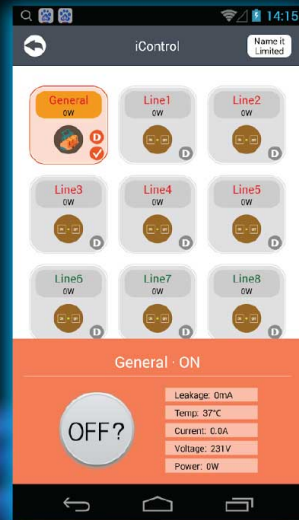 14:15
iControl
Name it
Limited
General
0W
D
Line1
0W
D
Line2
0W
D
Line3
0W
D
Line4
0W
D
Line5
0W
D
Line6
0W
D
Line7
0W
D
Line8
0W
D
General · ON
OFF?
Leakage: 0mA
Temp: 37℃
Current: 0.0A
Voltage: 231V
Power: 0W